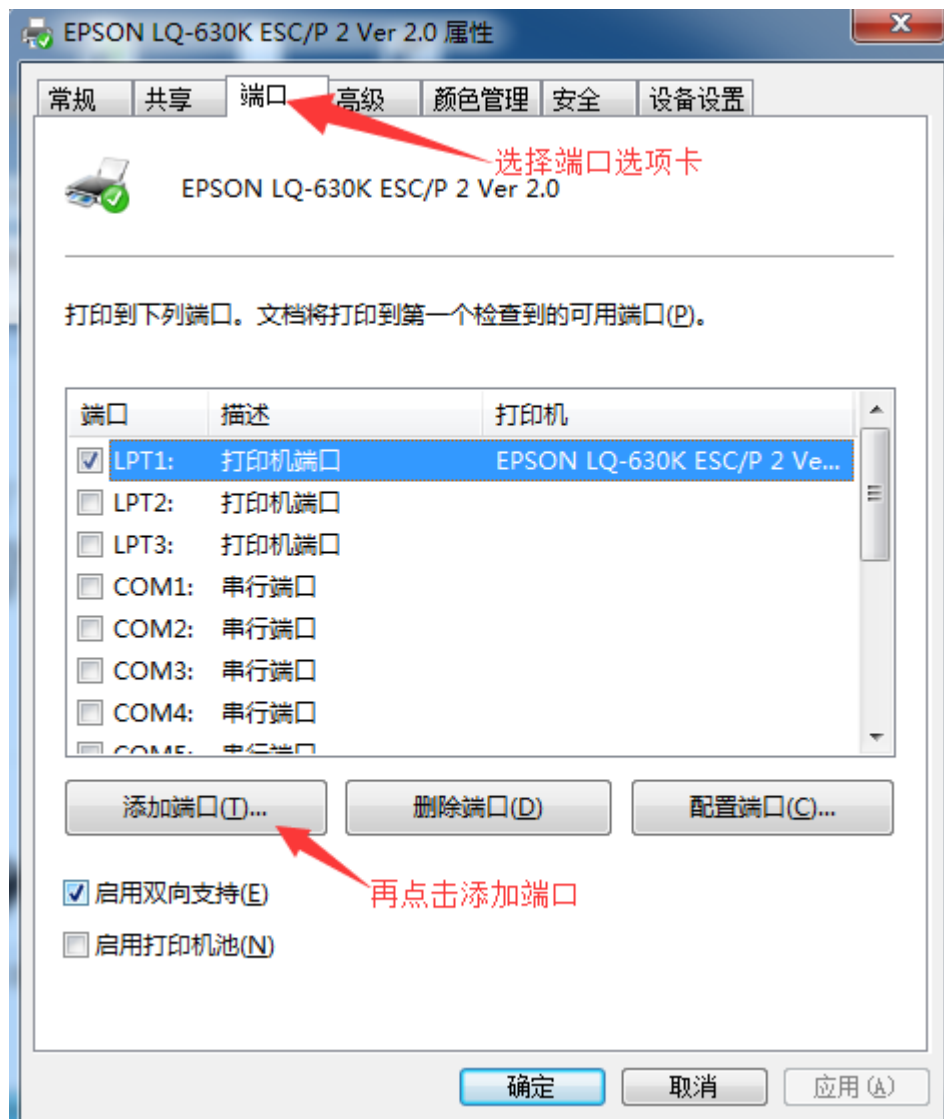 EPSON LQ-630K ESC/P 2 Ver 2.0 属性
常规 共享 端口 高级 颜色管理 安全 设备设置
选择端口选项卡
EPSON LQ-630K ESC/P 2 Ver 2.0
打印到下列端口。文档将打印到第一个检查到的可用端口(P)。
端口 描述 打印机
LPT1: 打印机端口 EPSON LQ-630K ESC/P 2 Ve...
LPT2: 打印机端口
LPT3: 打印机端口
COM1: 串行端口
COM2: 串行端口
COM3: 串行端口
COM4: 串行端口
COM5: 串行端口
添加端口(T)... 删除端口(D) 配置端口(C)...
再点击添加端口
启用双向支持(E)
启用打印机池(N)
确定 取消 应用(A)